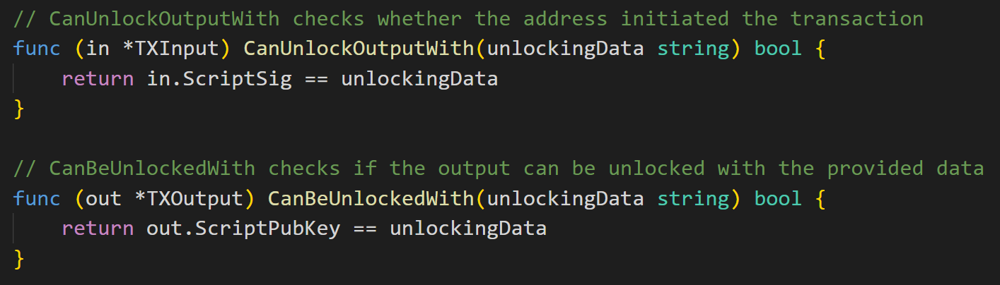 // CanUnlockOutputWith checks whether the address initiated the transaction
func (in *TXInput) CanUnlockOutputWith(unlockingData string) bool {
    return in.ScriptSig == unlockingData
}

// CanBeUnlockedWith checks if the output can be unlocked with the provided data
func (out *TXOutput) CanBeUnlockedWith(unlockingData string) bool {
    return out.ScriptPubKey == unlockingData
}